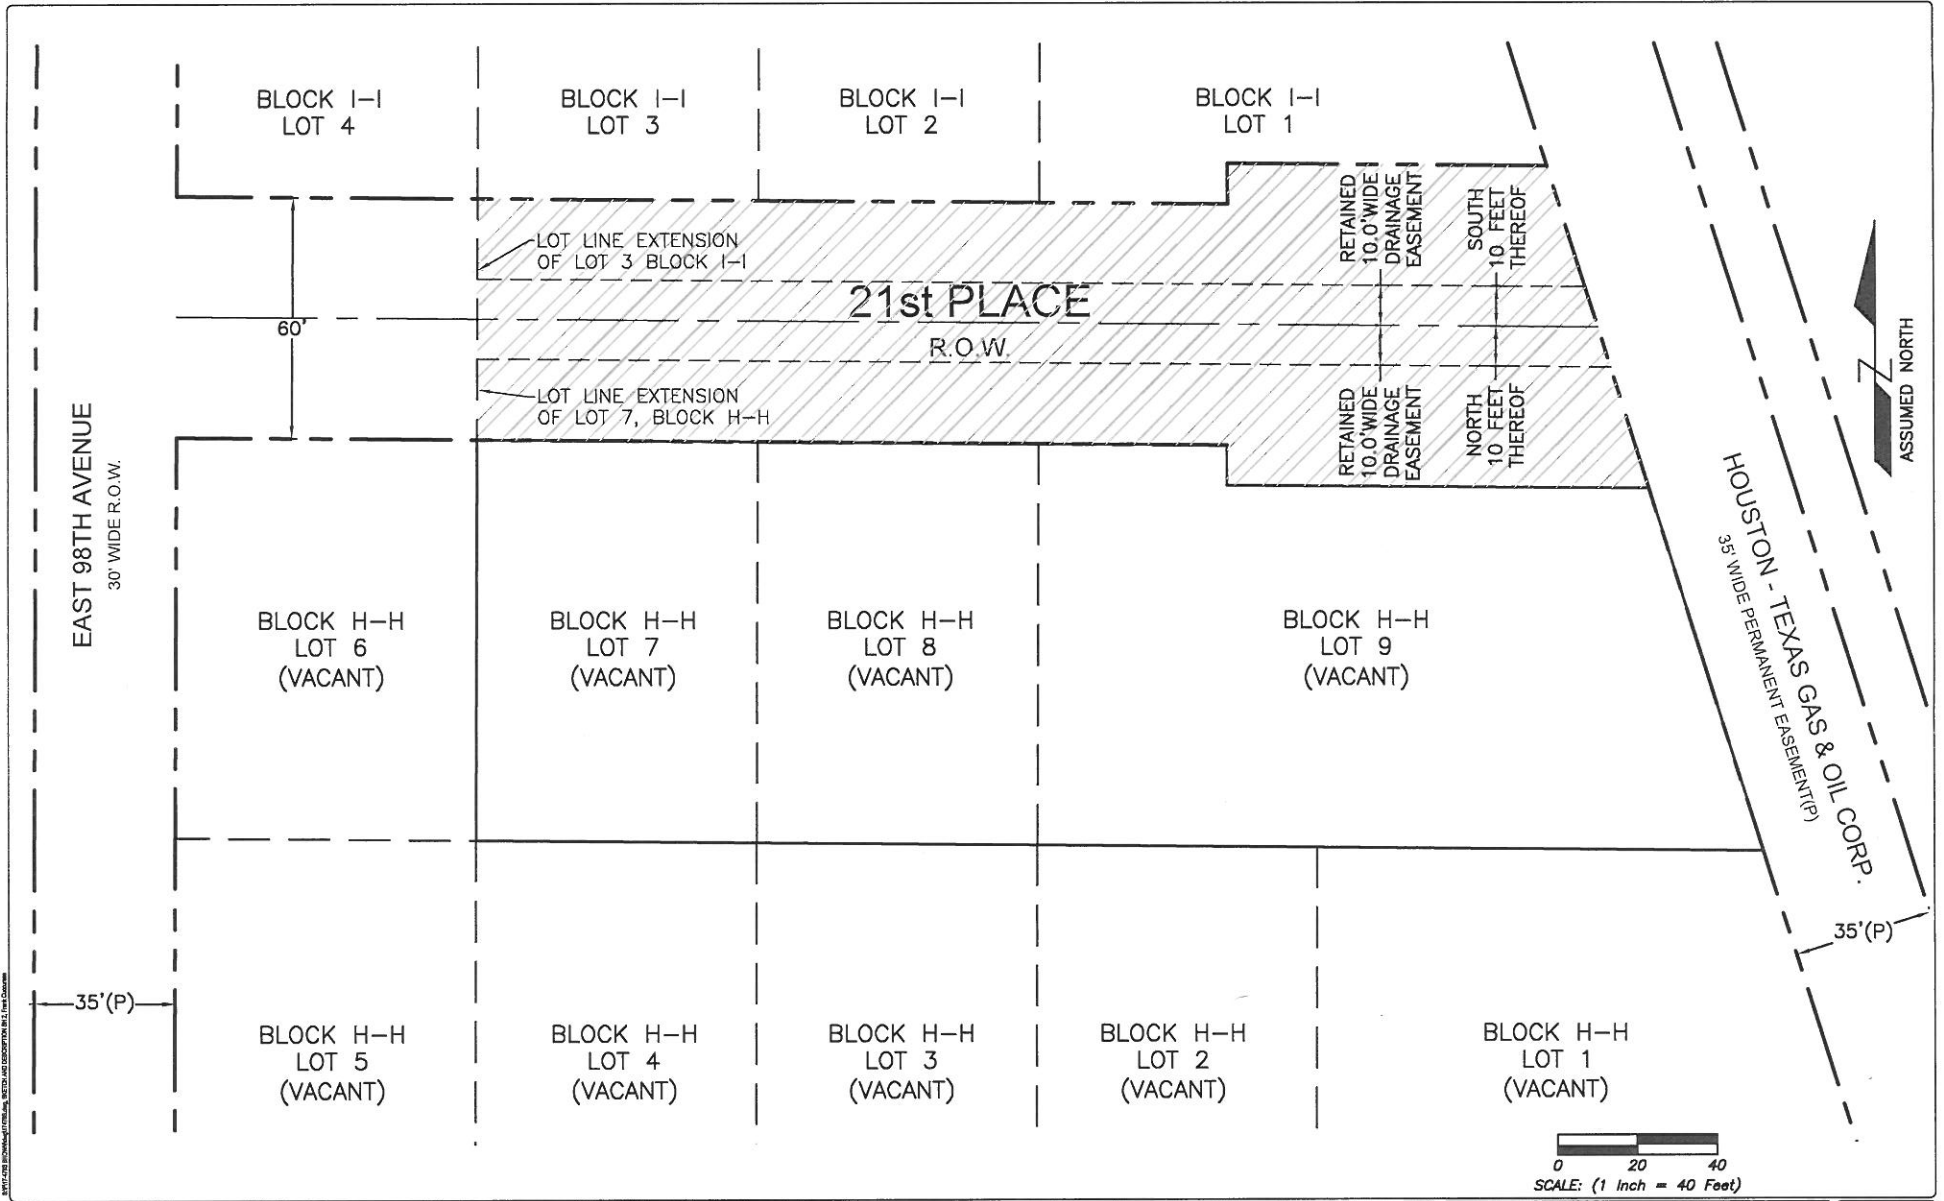 BLOCK I-I
LOT 4
BLOCK I-I
LOT 3
BLOCK I-I
LOT 2
BLOCK I-I
LOT 1
LOT LINE EXTENSION
OF LOT 3 BLOCK I-I
RETAINED
10.0'WIDE
DRAINAGE
EASEMENT
SOUTH
10 FEET
THEREOF
21st PLACE
R.O.W.
60'
LOT LINE EXTENSION
OF LOT 7, BLOCK H-H
RETAINED
10.0'WIDE
DRAINAGE
EASEMENT
NORTH
10 FEET
THEREOF
ASSUMED NORTH
EAST 98TH AVENUE
30' WIDE R.O.W.
HOUSTON - TEXAS GAS & OIL CORP.
35' WIDE PERMANENT EASEMENT(P)
BLOCK H-H
LOT 6
(VACANT)
BLOCK H-H
LOT 7
(VACANT)
BLOCK H-H
LOT 8
(VACANT)
BLOCK H-H
LOT 9
(VACANT)
35'(P)
35'(P)
BLOCK H-H
LOT 5
(VACANT)
BLOCK H-H
LOT 4
(VACANT)
BLOCK H-H
LOT 3
(VACANT)
BLOCK H-H
LOT 2
(VACANT)
BLOCK H-H
LOT 1
(VACANT)
0 20 40
SCALE: (1 Inch = 40 Feet)